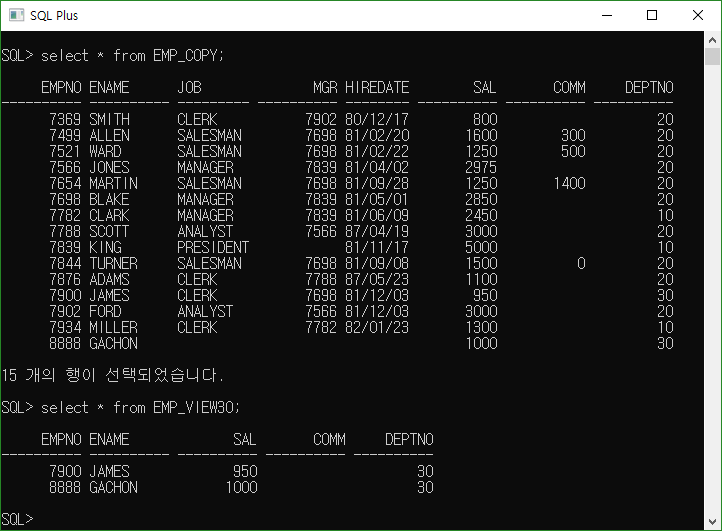 SQL Plus
SQL> select * from EMP_COPY;
     EMPNO ENAME      JOB              MGR HIREDATE        SAL       COMM     DEPTNO
---------- ---------- --------- ---------- -------- ---------- ---------- ----------
      7369 SMITH      CLERK           7902 80/12/17        800                    20
      7499 ALLEN      SALESMAN        7698 81/02/20       1600        300         20
      7521 WARD       SALESMAN        7698 81/02/22       1250        500         20
      7566 JONES      MANAGER         7839 81/04/02       2975                    20
      7654 MARTIN     SALESMAN        7698 81/09/28       1250       1400         20
      7698 BLAKE      MANAGER         7839 81/05/01       2850                    20
      7782 CLARK      MANAGER         7839 81/06/09       2450                    10
      7788 SCOTT      ANALYST         7566 87/04/19       3000                    20
      7839 KING       PRESIDENT            81/11/17       5000                    10
      7844 TURNER     SALESMAN        7698 81/09/08       1500          0         20
      7876 ADAMS      CLERK           7788 87/05/23       1100                    20
      7900 JAMES      CLERK           7698 81/12/03        950                    30
      7902 FORD       ANALYST         7566 81/12/03       3000                    20
      7934 MILLER     CLERK           7782 82/01/23       1300                    10
      8888 GACHON                                         1000                    30
15 개의 행이 선택되었습니다.
SQL> select * from EMP_VIEW30;
     EMPNO ENAME             SAL       COMM     DEPTNO
---------- ---------- ---------- ---------- ----------
      7900 JAMES             950                    30
      8888 GACHON           1000                    30
SQL>